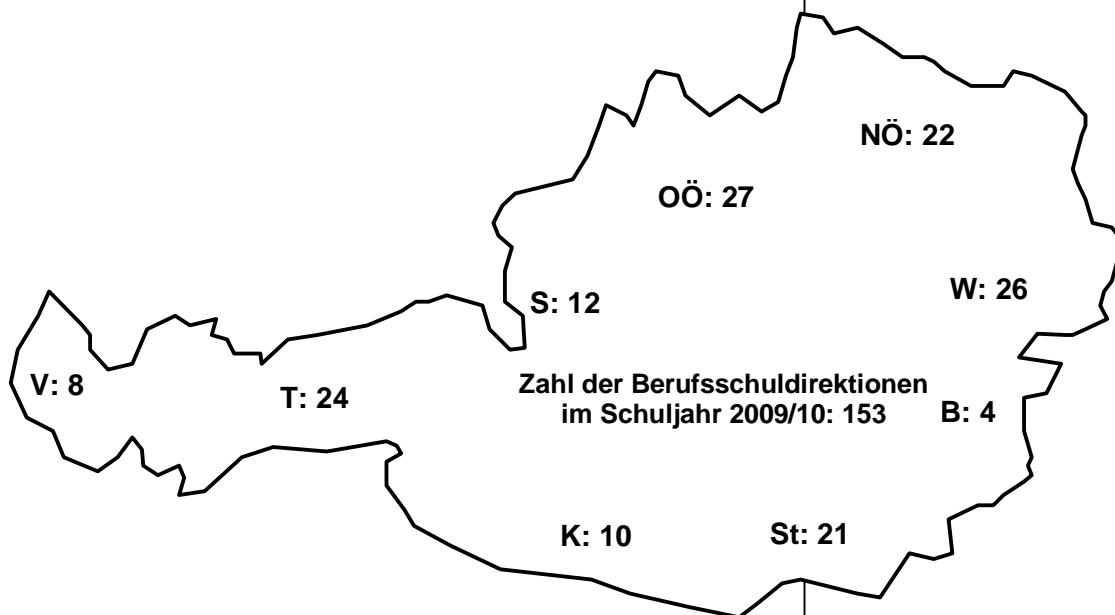 NÖ: 22
OÖ: 27
W: 26
S: 12
V: 8
T: 24
Zahl der Berufsschuldirektionen
im Schuljahr 2009/10: 153
B: 4
K: 10
St: 21